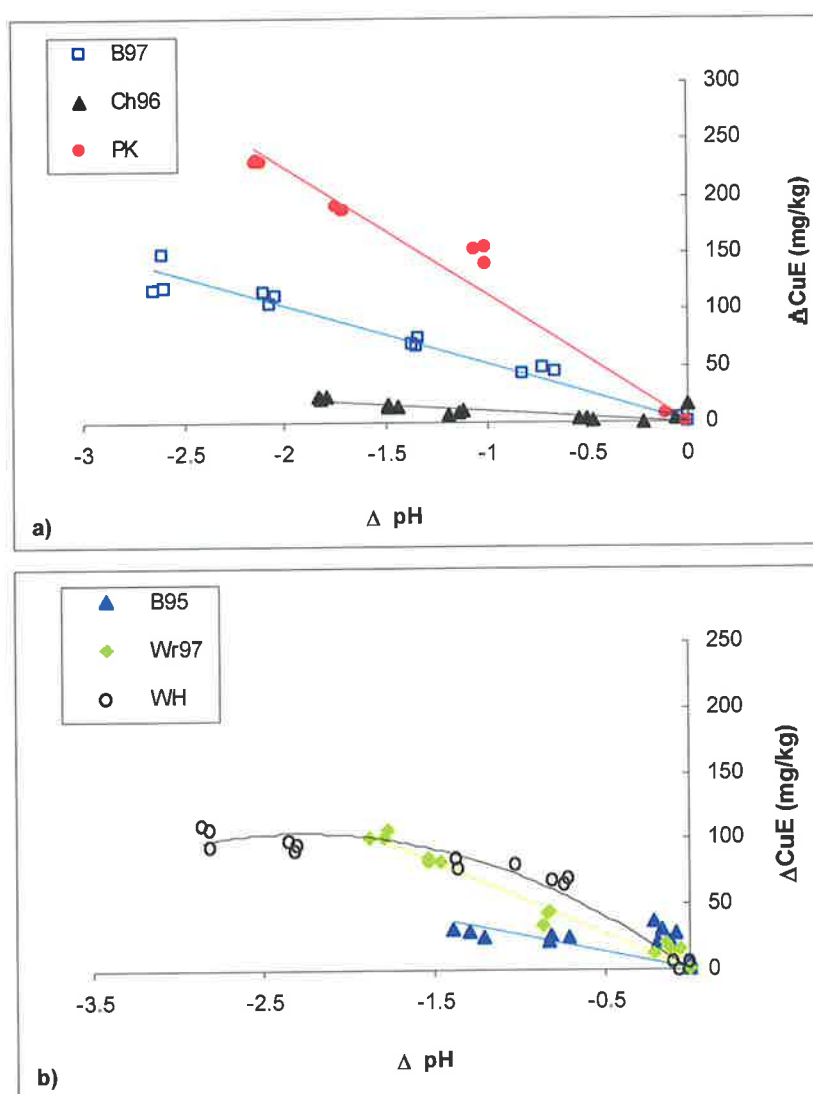 B97
Ch96
PK
300
250
200
150
100
50
0
ΔCuE (mg/kg)
-3 -2.5 -2 -1.5 -1 -0.5 0
Δ pH
a)
B95
Wr97
WH
250
200
150
100
50
0
ΔCuE (mg/kg)
-3.5 -2.5 -1.5 -0.5
Δ pH
b)